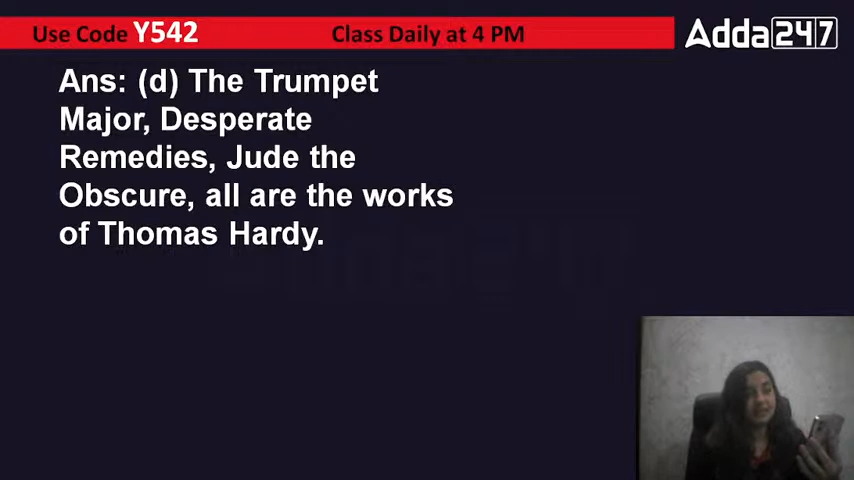 Use Code Y542 Class Daily at 4 PM Adda247
Ans: (d) The Trumpet
Major, Desperate
Remedies, Jude the
Obscure, all are the works
of Thomas Hardy.